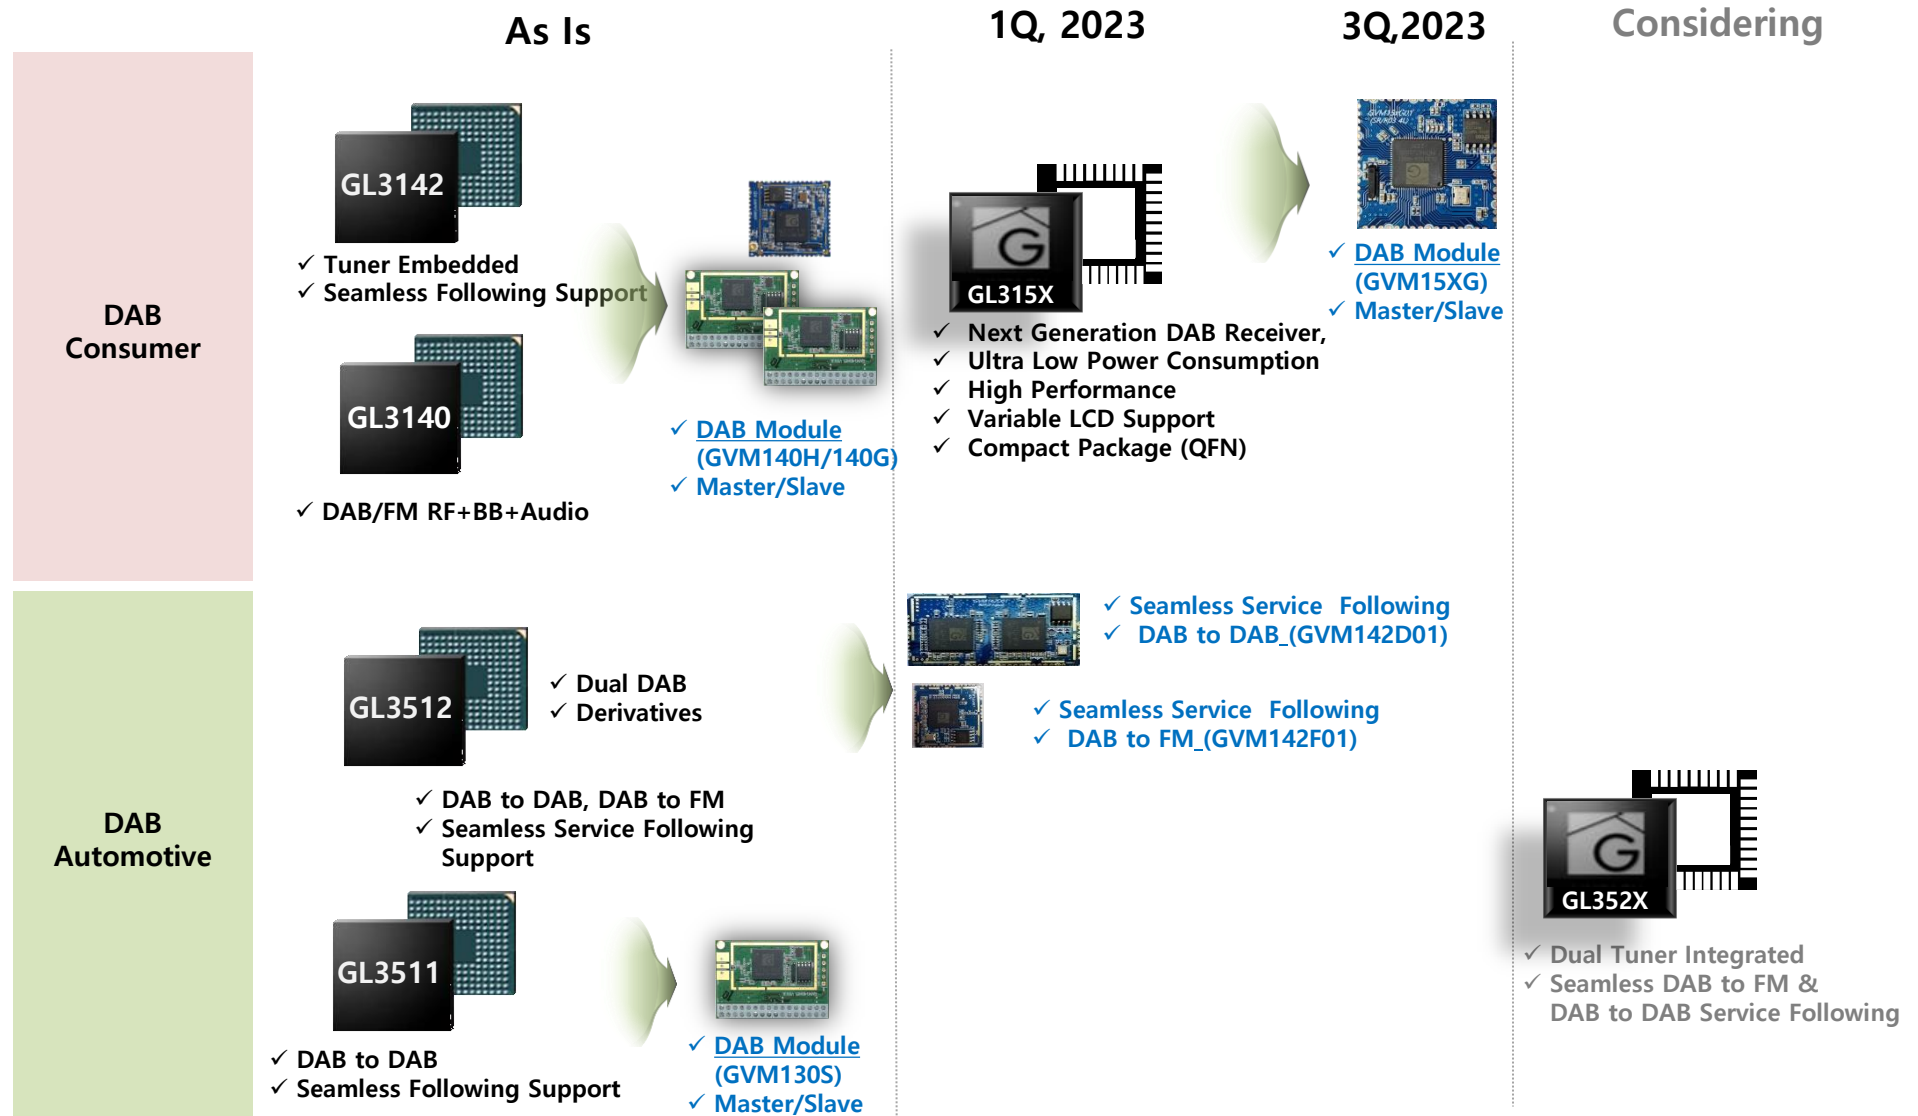 As Is
1Q, 2023
3Q,2023
Considering
DAB
Consumer
GL3142
✓ Tuner Embedded
✓ Seamless Following Support
GL3140
✓ DAB/FM RF+BB+Audio
✓ DAB Module
(GVM140H/140G)
✓ Master/Slave
GL315X
✓ Next Generation DAB Receiver,
✓ Ultra Low Power Consumption
✓ High Performance
✓ Variable LCD Support
✓ Compact Package (QFN)
✓ DAB Module
(GVM15XG)
✓ Master/Slave
DAB
Automotive
GL3512
✓ Dual DAB
✓ Derivatives
✓ DAB to DAB, DAB to FM
✓ Seamless Service Following
Support
✓ Seamless Service Following
✓ DAB to DAB_(GVM142D01)
✓ Seamless Service Following
✓ DAB to FM_(GVM142F01)
GL3511
✓ DAB to DAB
✓ Seamless Following Support
✓ DAB Module
(GVM130S)
✓ Master/Slave
G
GL352X
✓ Dual Tuner Integrated
✓ Seamless DAB to FM &
DAB to DAB Service Following